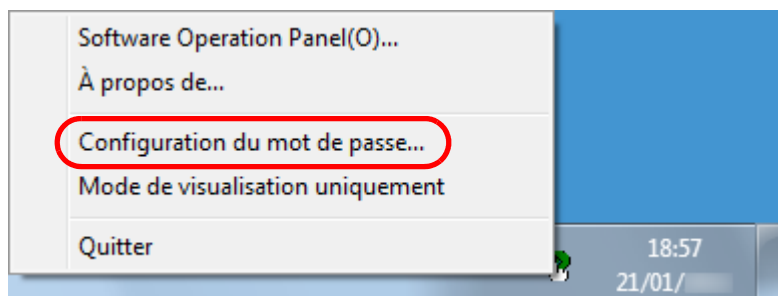 Software Operation Panel(O)...
À propos de...
Configuration du mot de passe...
Mode de visualisation uniquement
Quitter
18:57
21/01/